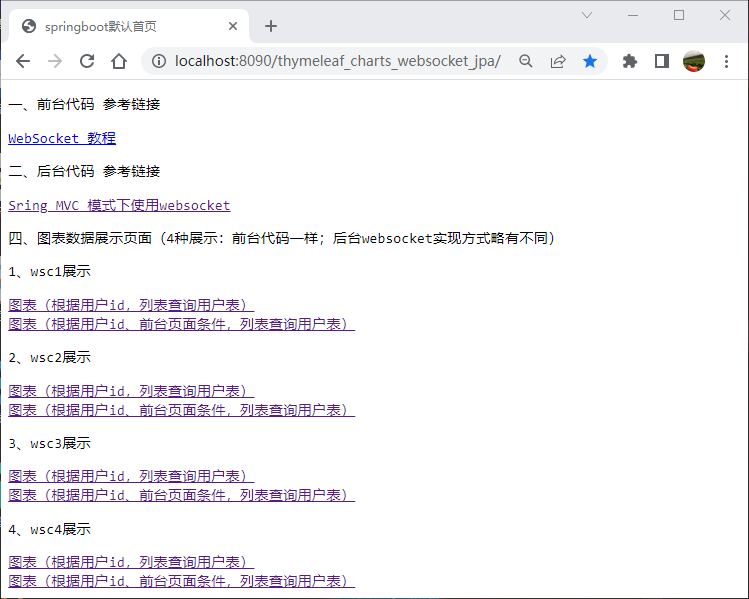 springboot默认首页
localhost:8090/thymeleaf_charts_websocket_jpa/
一、前台代码 参考链接
WebSocket 教程
二、后台代码 参考链接
Sring MVC 模式下使用websocket
四、图表数据展示页面（4种展示：前台代码一样；后台websocket实现方式略有不同）
1、wsc1展示
图表（根据用户id，列表查询用户表）
图表（根据用户id、前台页面条件，列表查询用户表）
2、wsc2展示
图表（根据用户id，列表查询用户表）
图表（根据用户id、前台页面条件，列表查询用户表）
3、wsc3展示
图表（根据用户id，列表查询用户表）
图表（根据用户id、前台页面条件，列表查询用户表）
4、wsc4展示
图表（根据用户id，列表查询用户表）
图表（根据用户id、前台页面条件，列表查询用户表）